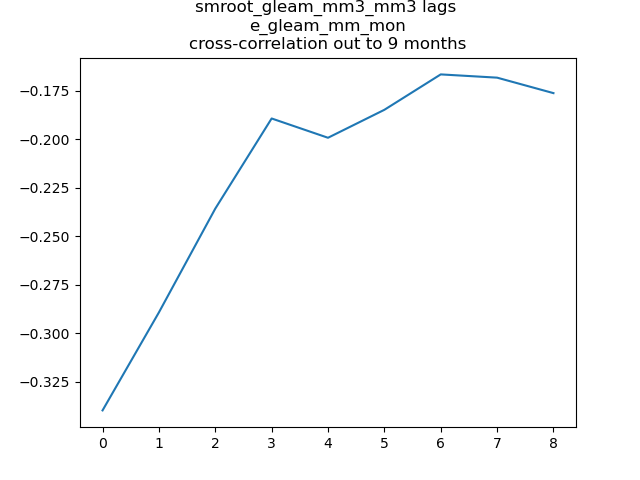 smroot_gleam_mm3_mm3 lags
e_gleam_mm_mon
cross-correlation out to 9 months
−0.175
−0.200
−0.225
−0.250
−0.275
−0.300
−0.325
0 1 2 3 4 5 6 7 8